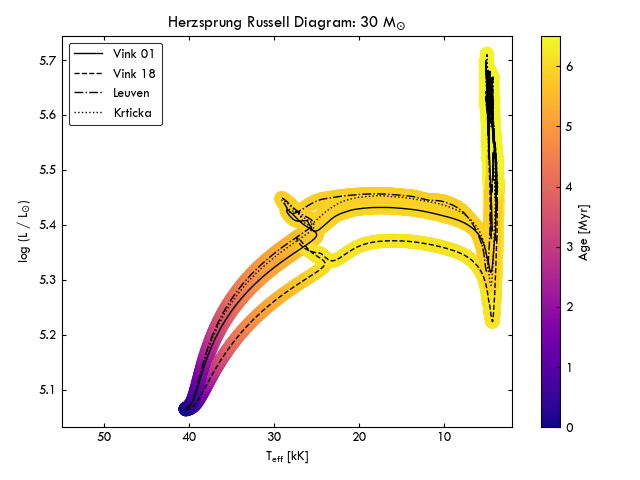 Herzsprung Russell Diagram: 30 M⊙
Vink 01
Vink 18
Leuven
Krticka
5.7
5.6
5.5
5.4
5.3
5.2
5.1
log (L / L⊙)
50 40 30 20 10
T_eff [kK]
6
5
4
3
2
1
0
Age [Myr]